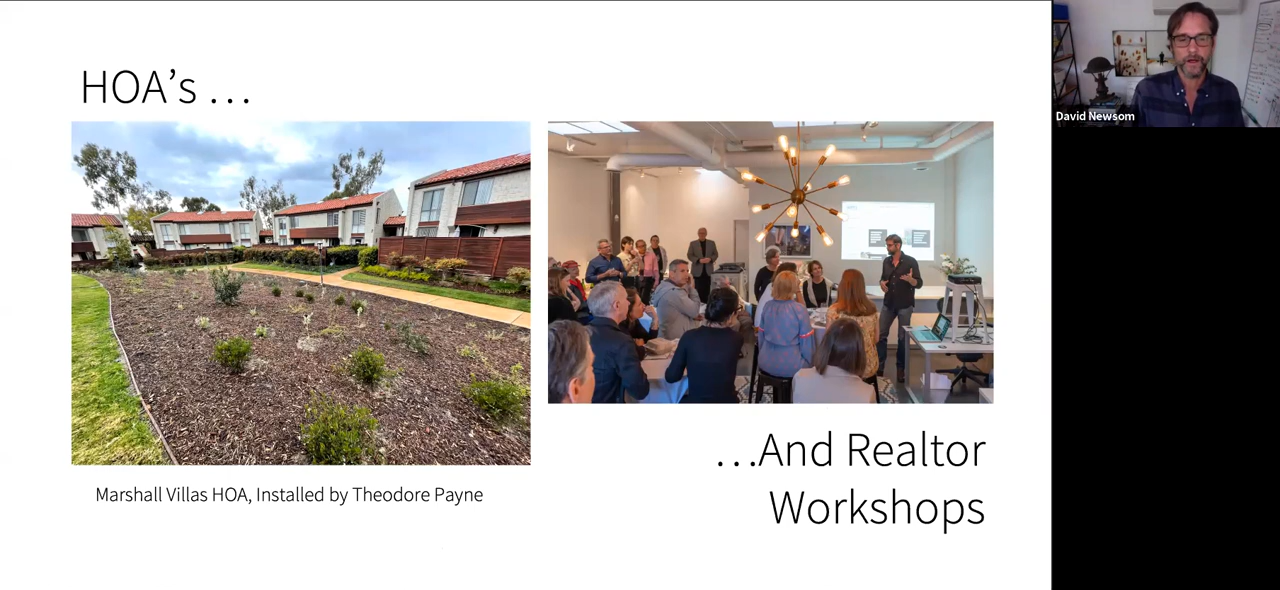 HOA’s …
Marshall Villas HOA, Installed by Theodore Payne
…And Realtor
Workshops
David Newsom